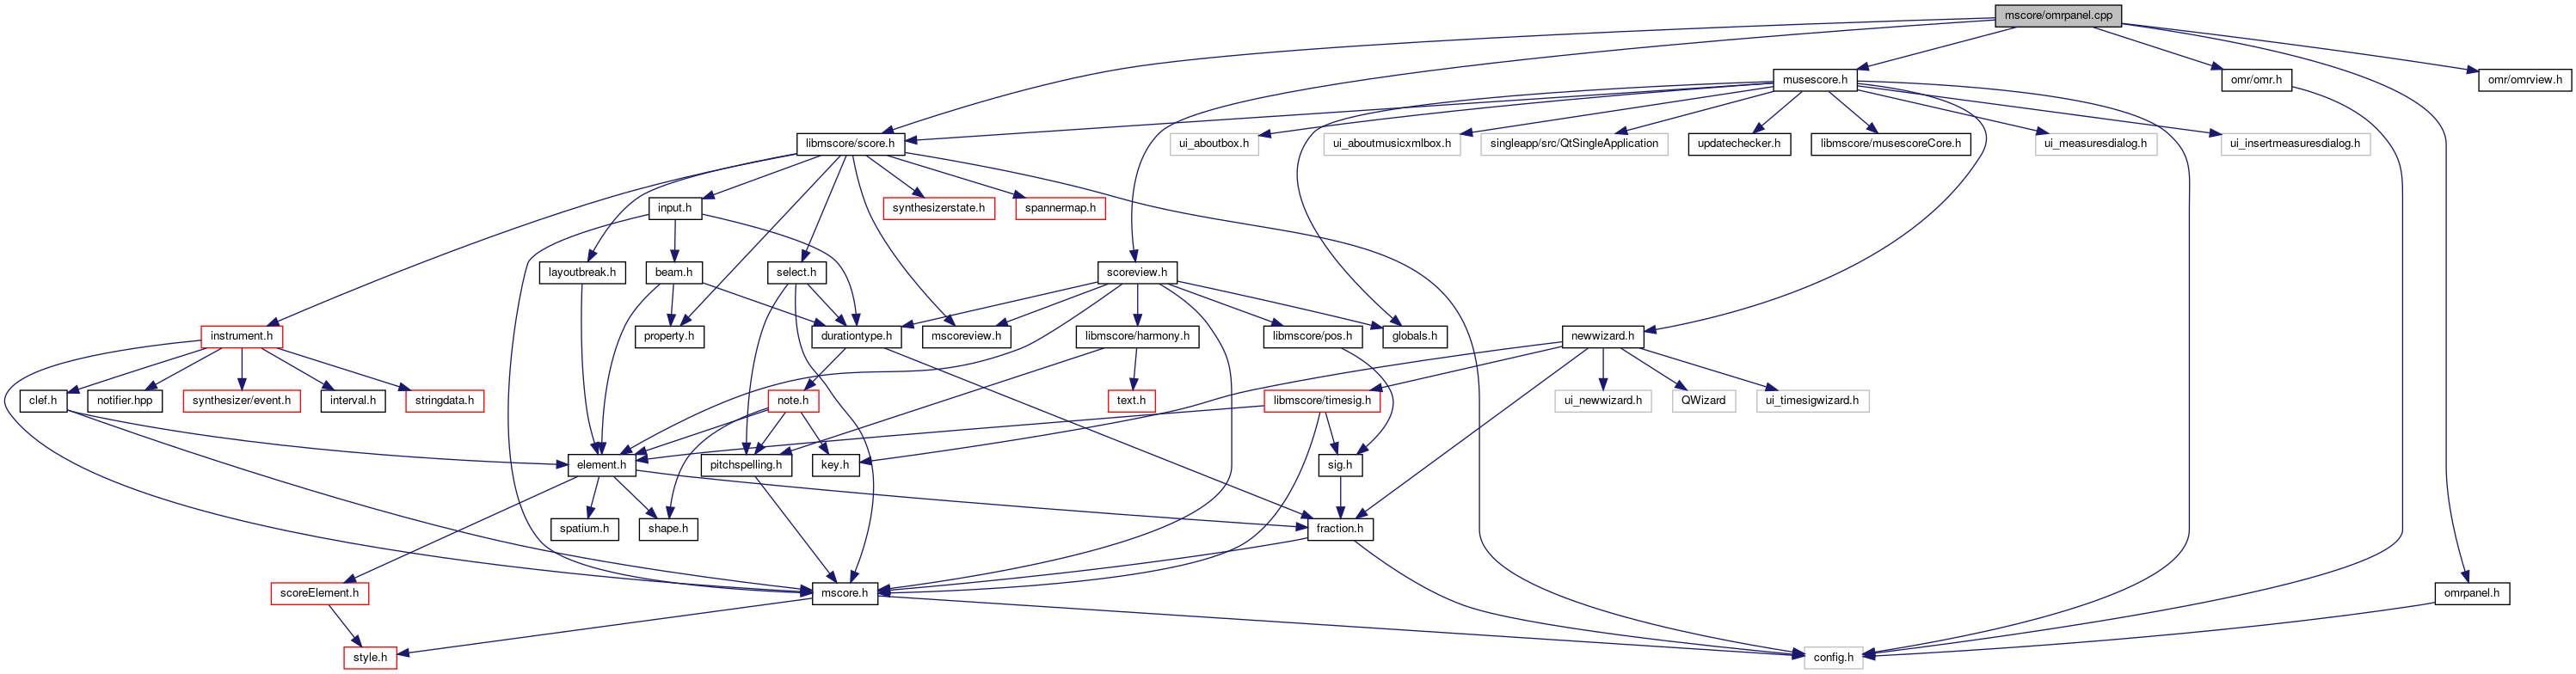 mscore/omrpanel.cpp
musescore.h
omr/omr.h
omr/omrview.h
libmscore/score.h
ui_aboutbox.h
ui_aboutmusicxmlbox.h
singleapp/src/QtSingleApplication
updatechecker.h
libmscore/musescoreCore.h
ui_measuresdialog.h
ui_insertmeasuresdialog.h
input.h
synthesizerstate.h
spannermap.h
layoutbreak.h
beam.h
select.h
scoreview.h
instrument.h
property.h
durationtype.h
mscoreview.h
libmscore/harmony.h
libmscore/pos.h
globals.h
newwizard.h
clef.h
notifier.hpp
synthesizer/event.h
interval.h
stringdata.h
note.h
text.h
libmscore/timesig.h
ui_newwizard.h
QWizard
ui_timesigwizard.h
element.h
pitchspelling.h
key.h
sig.h
spatium.h
shape.h
fraction.h
scoreElement.h
mscore.h
omrpanel.h
style.h
config.h